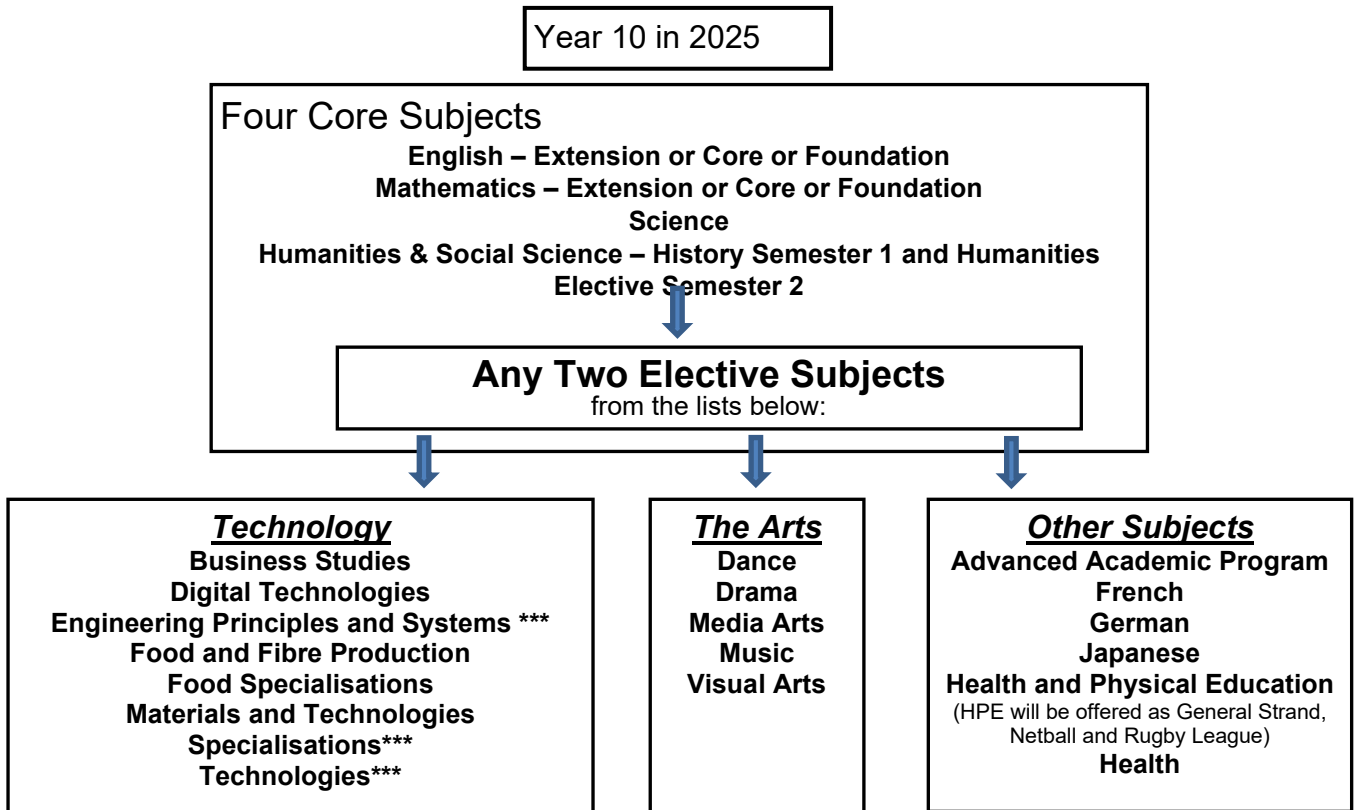 Year 10 in 2025
Four Core Subjects
English – Extension or Core or Foundation
Mathematics – Extension or Core or Foundation
Science
Humanities & Social Science – History Semester 1 and Humanities
Elective Semester 2
Any Two Elective Subjects
from the lists below:
Technology
Business Studies
Digital Technologies
Engineering Principles and Systems ***
Food and Fibre Production
Food Specialisations
Materials and Technologies
Specialisations***
Technologies***
The Arts
Dance
Drama
Media Arts
Music
Visual Arts
Other Subjects
Advanced Academic Program
French
German
Japanese
Health and Physical Education
(HPE will be offered as General Strand,
Netball and Rugby League)
Health